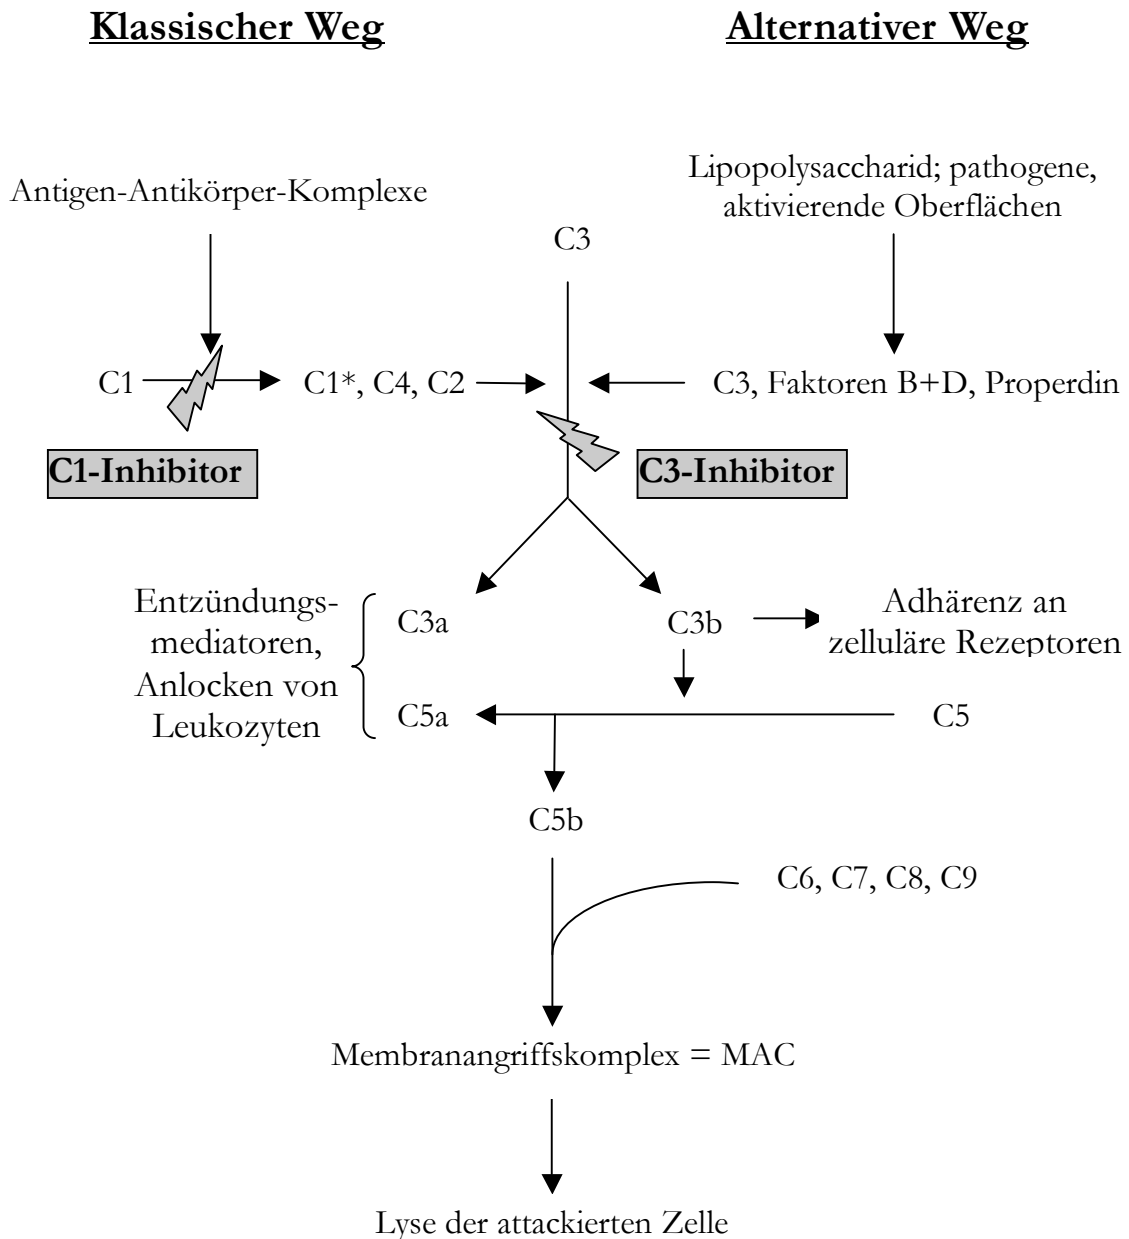 Klassischer Weg
Alternativer Weg
Antigen-Antikörper-Komplexe
Lipopolysaccharid; pathogene,
aktivierende Oberflächen
C3
C1
C1*, C4, C2
C3, Faktoren B+D, Properdin
C1-Inhibitor
C3-Inhibitor
Entzündungs-
mediatoren,
Anlocken von
Leukozyten
C3a
C3b
Adhärenz an
zelluläre Rezeptoren
C5a
C5
C5b
C6, C7, C8, C9
Membranangriffskomplex = MAC
Lyse der attackierten Zelle